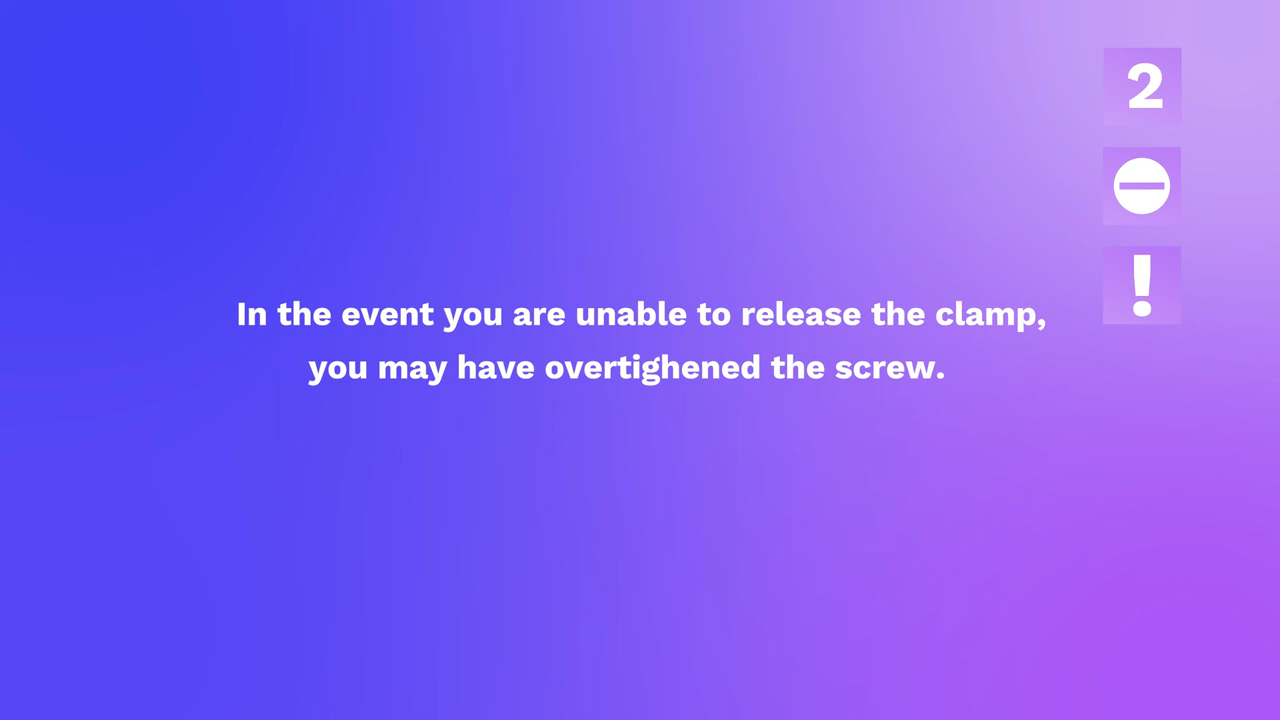 2
!
In the event you are unable to release the clamp,
you may have overtighened the screw.